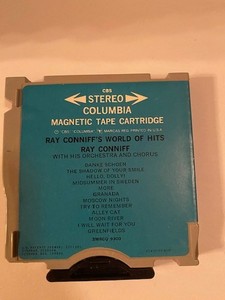 CBS
STEREO
COLUMBIA
MAGNETIC TAPE CARTRIDGE
RAY CONNIFF'S WORLD OF HITS
RAY CONNIFF
WITH HIS ORCHESTRA AND CHORUS
DANKE SCHOEN
THE SHADOW OF YOUR SMILE
HELLO, DOLLY!
MIDSUMMER IN SWEDEN
MORE
GRANADA
MOSCOW NIGHTS
TRY TO REMEMBER
ALLEY CAT
MOON RIVER
I WILL WAIT FOR YOU
GREENFIELDS